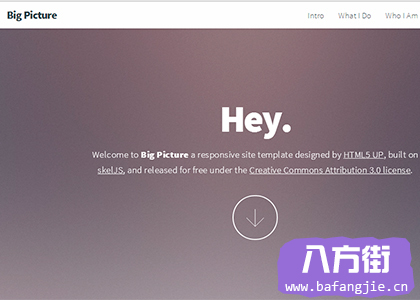 Big Picture
Intro What I Do Who I Am
Hey.
Welcome to Big Picture a responsive site template designed by HTML5 UP, built on
skelJS, and released for free under the Creative Commons Attribution 3.0 license.
八方街
www.bafangjie.cn